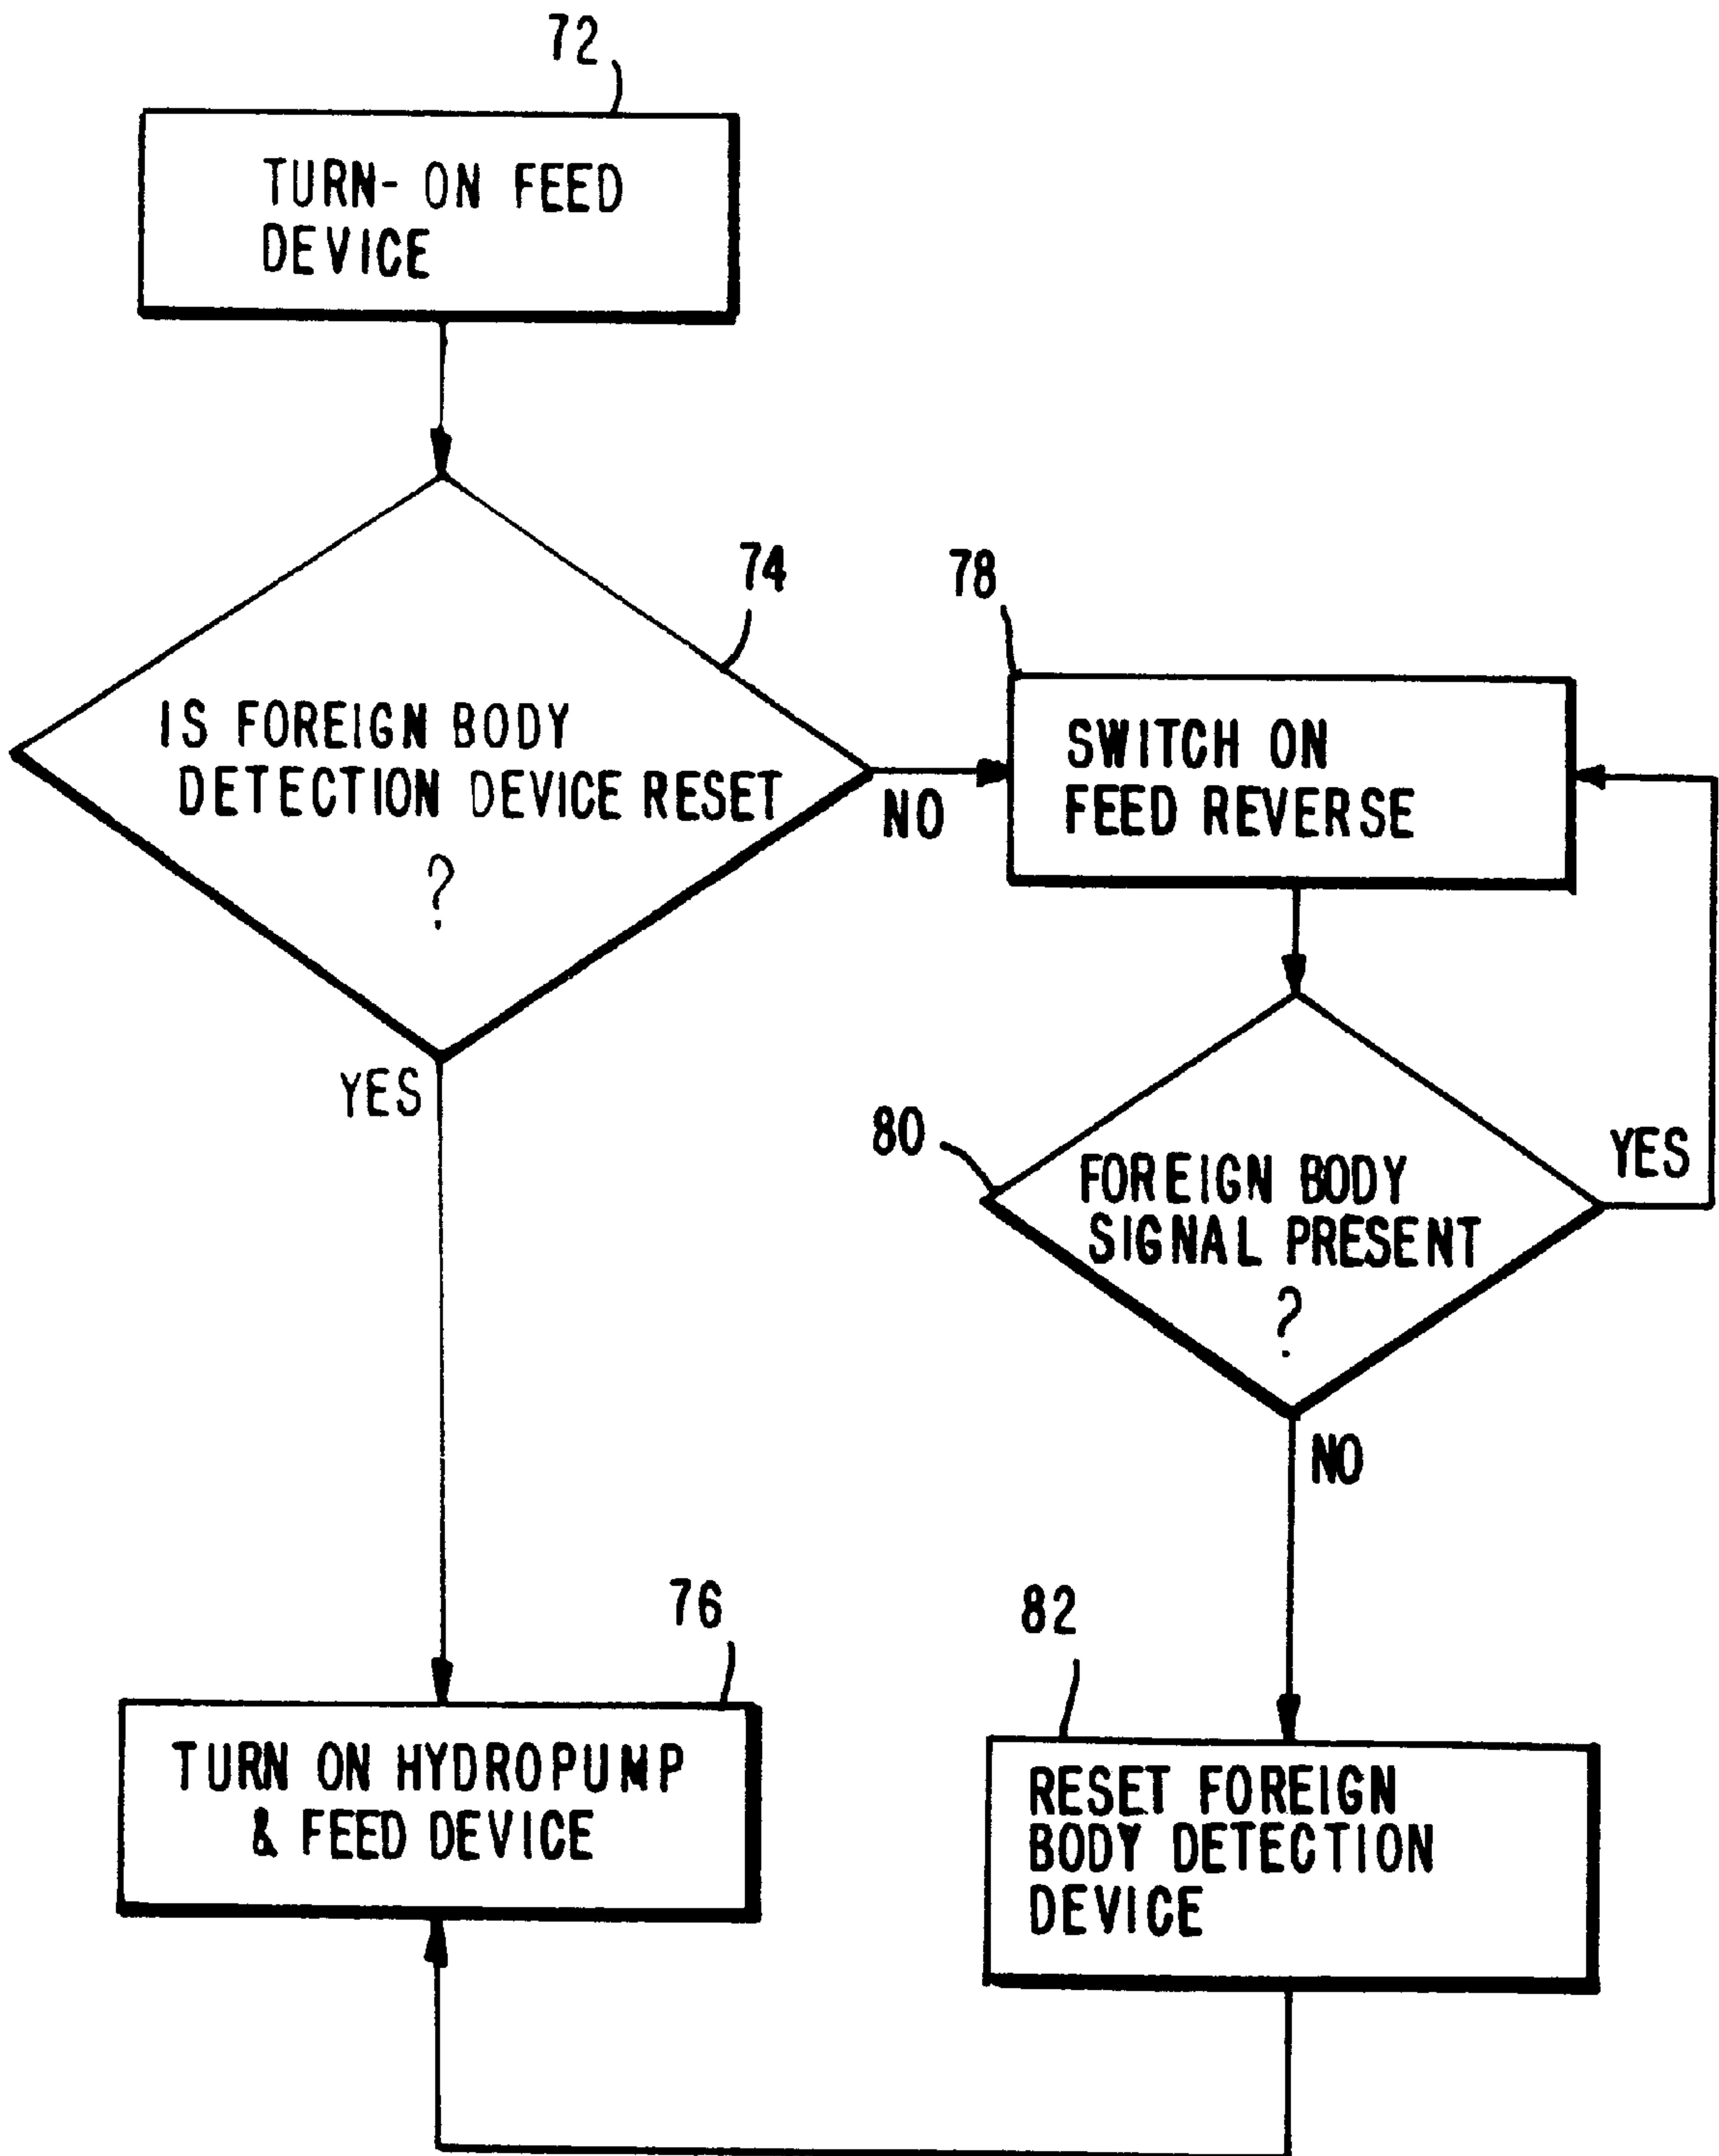 72
TURN- ON FEED
DEVICE
74
IS FOREIGN BODY
DETECTION DEVICE RESET
?
NO
YES
78
SWITCH ON
FEED REVERSE
80
FOREIGN BODY
SIGNAL PRESENT
?
YES
NO
76
TURN ON HYDROPUMP
& FEED DEVICE
82
RESET FOREIGN
BODY DETECTION
DEVICE